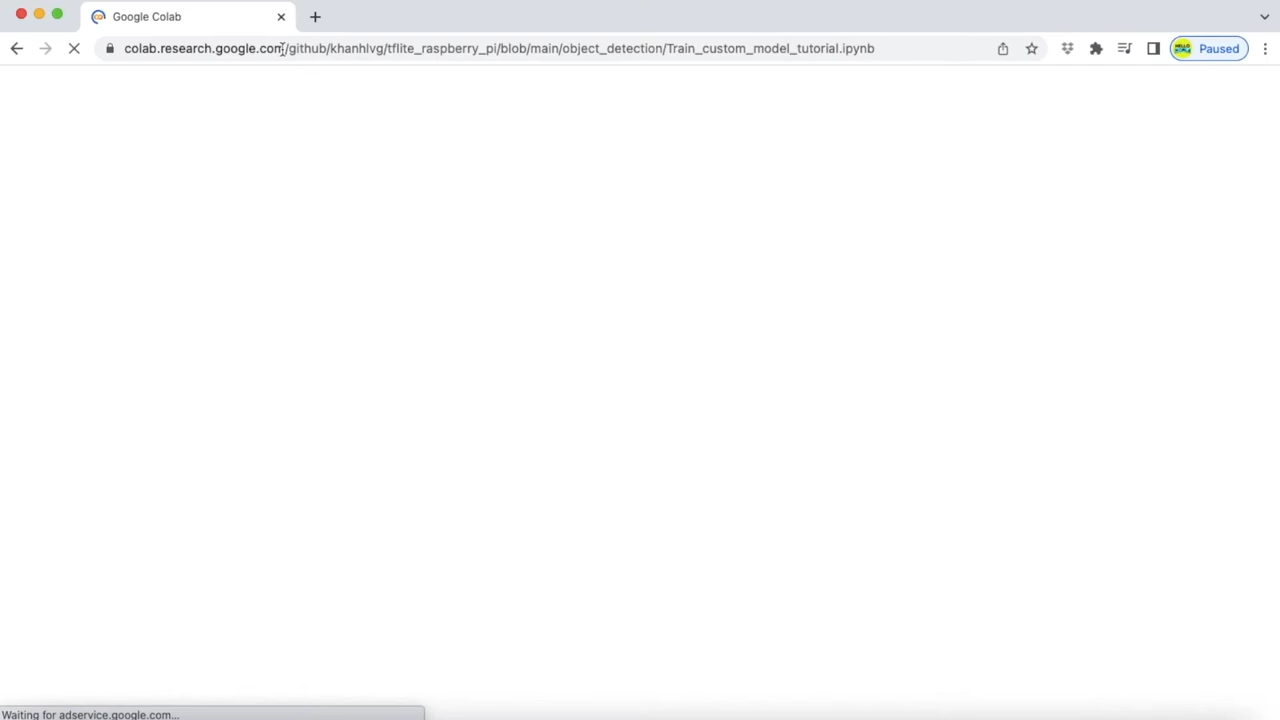 Google Colab
colab.research.google.com/github/khanhlvg/tflite_raspberry_pi/blob/main/object_detection/Train_custom_model_tutorial.ipynb
Paused
Waiting for adservice.google.com...